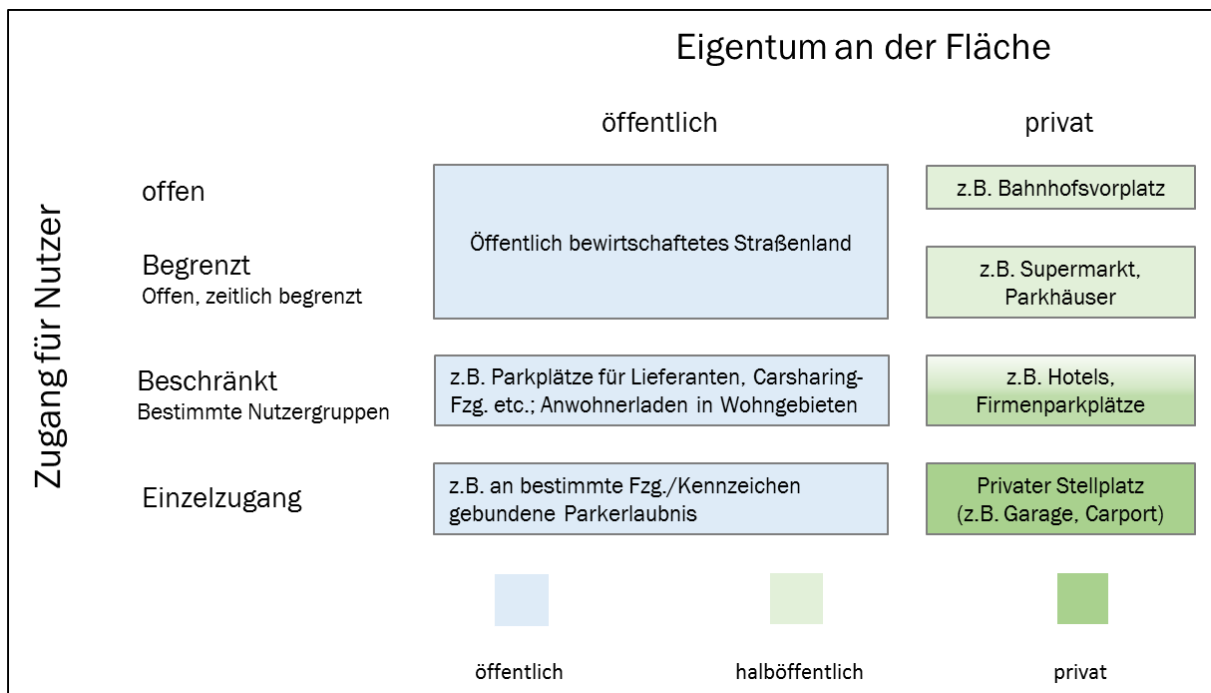 Eigentum an der Fläche
öffentlich
privat
Zugang für Nutzer
offen
Öffentlich bewirtschaftetes Straßenland
z.B. Bahnhofsvorplatz
Begrenzt
Offen, zeitlich begrenzt
z.B. Supermarkt,
Parkhäuser
Beschränkt
Bestimmte Nutzergruppen
z.B. Parkplätze für Lieferanten, Carsharing-
Fzg. etc.; Anwohnerladen in Wohngebieten
z.B. Hotels,
Firmenparkplätze
Einzelzugang
z.B. an bestimmte Fzg./Kennzeichen
gebundene Parkerlaubnis
Privater Stellplatz
(z.B. Garage, Carport)
öffentlich
halböffentlich
privat